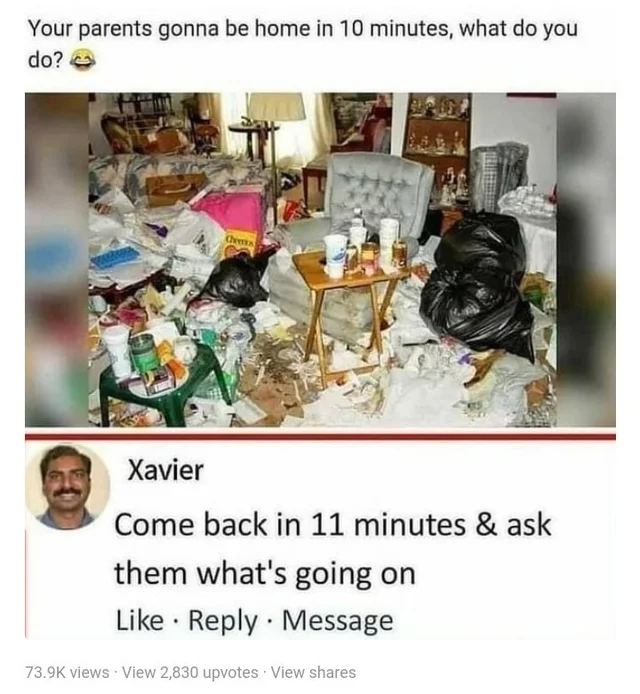 Your parents gonna be home in 10 minutes, what do you
do? 😂
Cheerios
Xavier
Come back in 11 minutes & ask
them what's going on
Like · Reply · Message
73.9K views · View 2,830 upvotes · View shares